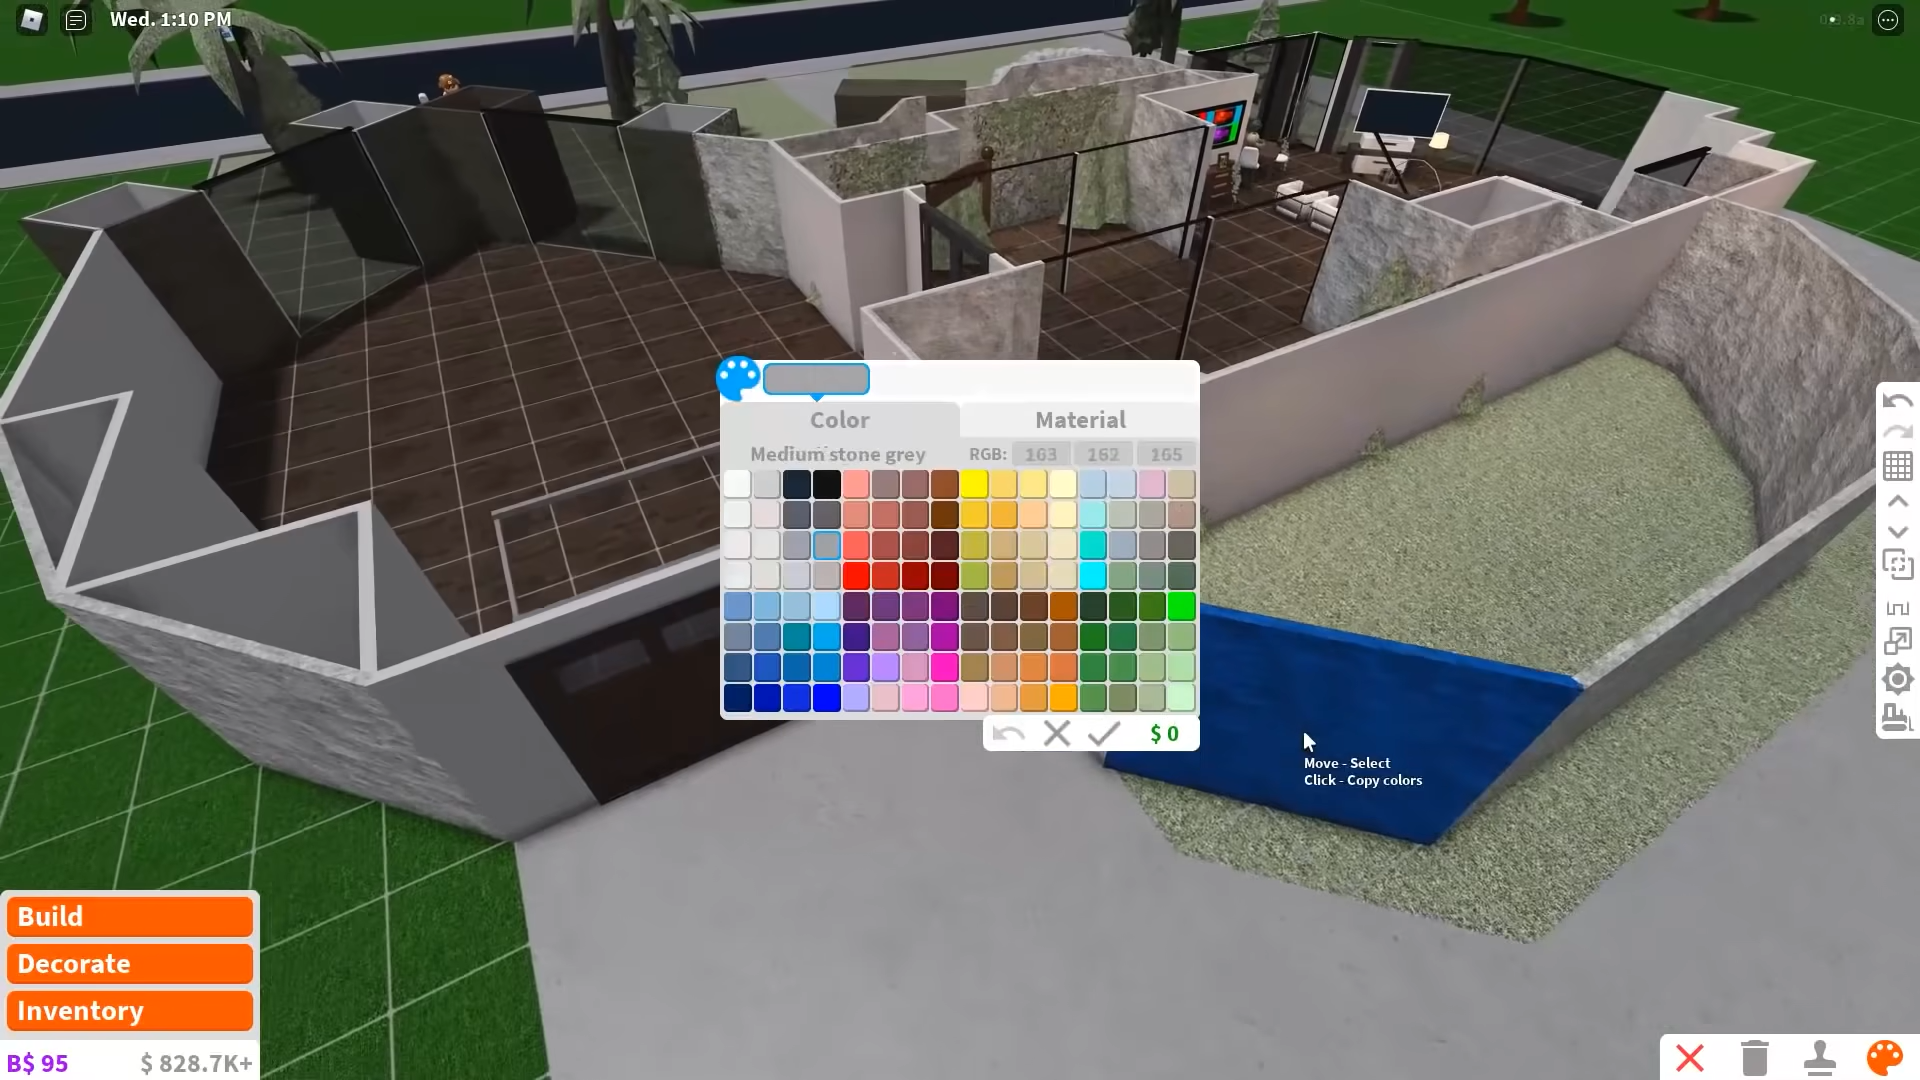 Wed. 1:10 PM
Color
Material
Medium stone grey
RGB: 163 162 165
$ 0
Move - Select
Click - Copy colors
Build
Decorate
Inventory
B$ 95
$ 828.7K+